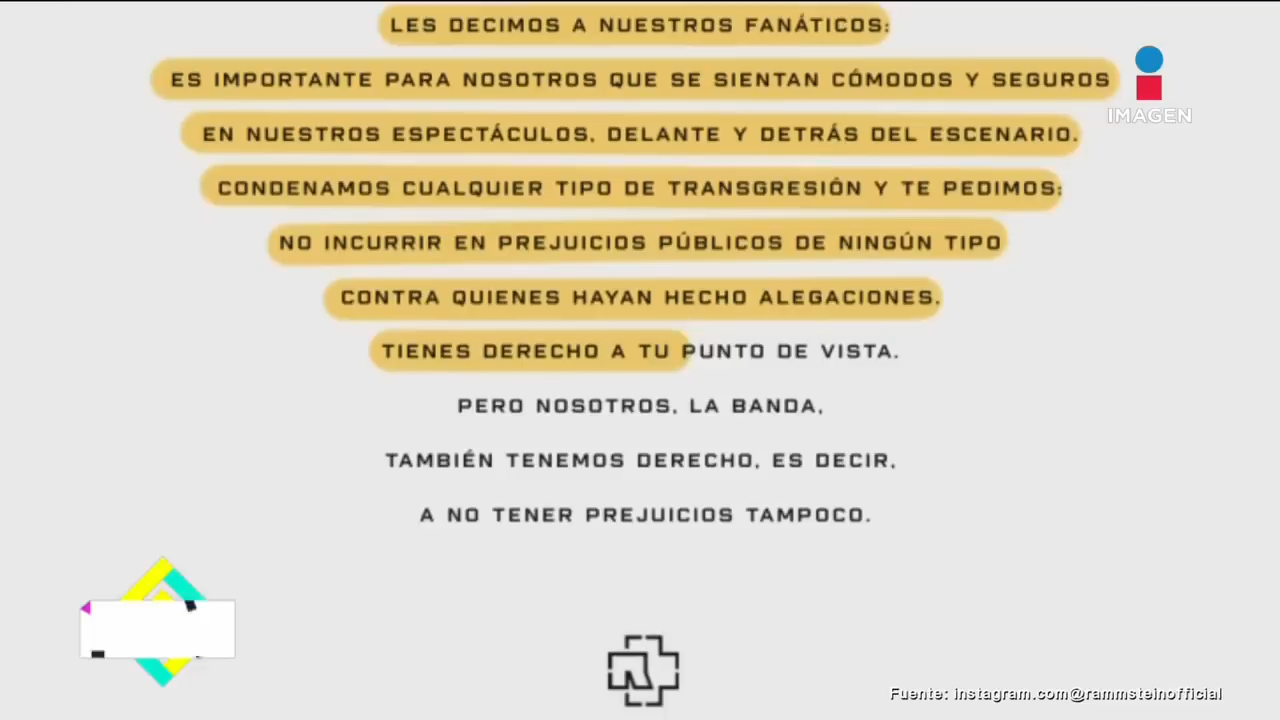 LES DECIMOS A NUESTROS FANÁTICOS:
ES IMPORTANTE PARA NOSOTROS QUE SE SIENTAN CÓMODOS Y SEGUROS
IMAGEN
EN NUESTROS ESPECTÁCULOS, DELANTE Y DETRÁS DEL ESCENARIO.
CONDENAMOS CUALQUIER TIPO DE TRANSGRESIÓN Y TE PEDIMOS:
NO INCURRIR EN PREJUICIOS PÚBLICOS DE NINGÚN TIPO
CONTRA QUIENES HAYAN HECHO ALEGACIONES.
TIENES DERECHO A TU PUNTO DE VISTA.
PERO NOSOTROS, LA BANDA,
TAMBIÉN TENEMOS DERECHO, ES DECIR,
A NO TENER PREJUICIOS TAMPOCO.
Fuente: instagram.com@rammsteinofficial